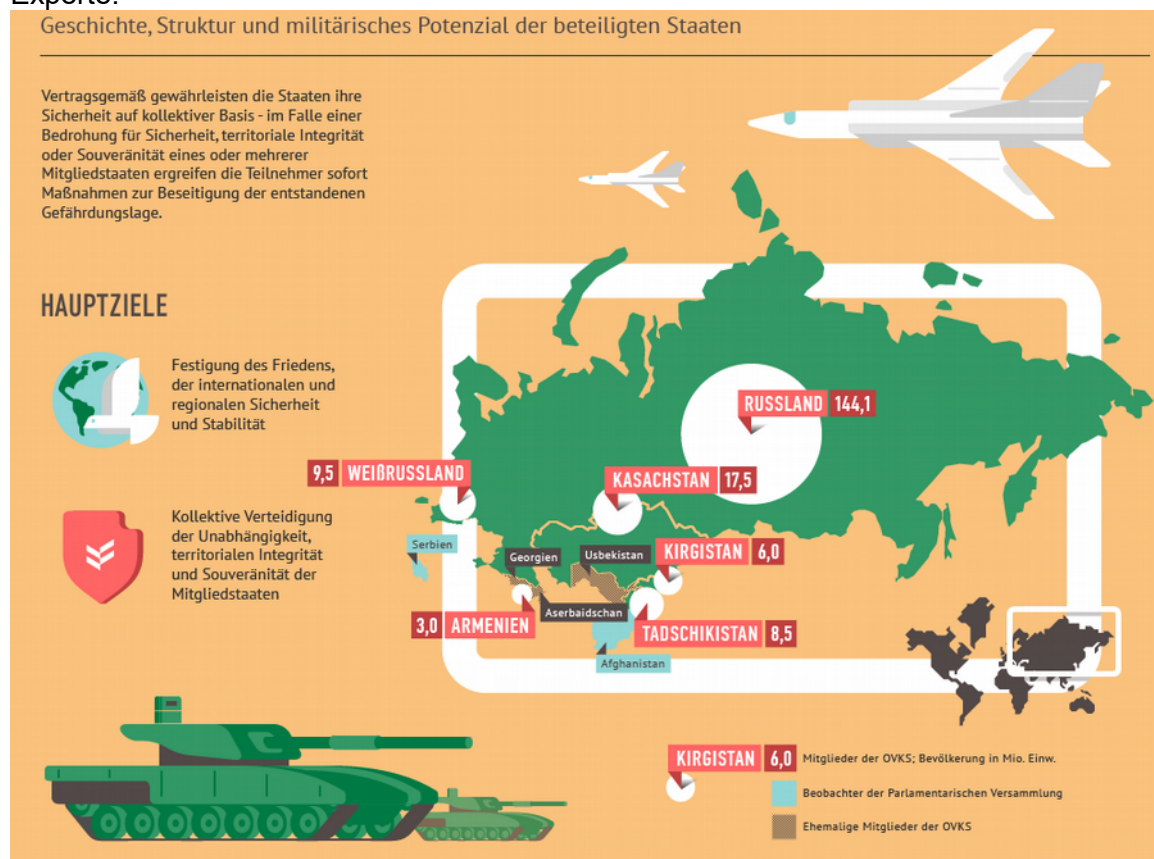 Experte.
Geschichte, Struktur und militärisches Potenzial der beteiligten Staaten
Vertragsgemäß gewährleisten die Staaten ihre
Sicherheit auf kollektiver Basis - im Falle einer
Bedrohung für Sicherheit, territoriale Integrität
oder Souveränität eines oder mehrerer
Mitgliedstaaten ergreifen die Teilnehmer sofort
Maßnahmen zur Beseitigung der entstandenen
Gefährdungslage.
HAUPTZIELE
Festigung des Friedens,
der internationalen und
regionalen Sicherheit
und Stabilität
Kollektive Verteidigung
der Unabhängigkeit,
territorialen Integrität
und Souveränität der
Mitgliedstaaten
RUSSLAND 144,1
9,5 WEIßRUSSLAND
KASACHSTAN 17,5
Serbien
Georgien
Usbekistan
KIRGISTAN 6,0
Aserbaidschan
3,0 ARMENIEN
TADSCHIKISTAN 8,5
Afghanistan
KIRGISTAN 6,0 Mitglieder der OVKS; Bevölkerung in Mio. Einw.
Beobachter der Parlamentarischen Versammlung
Ehemalige Mitglieder der OVKS